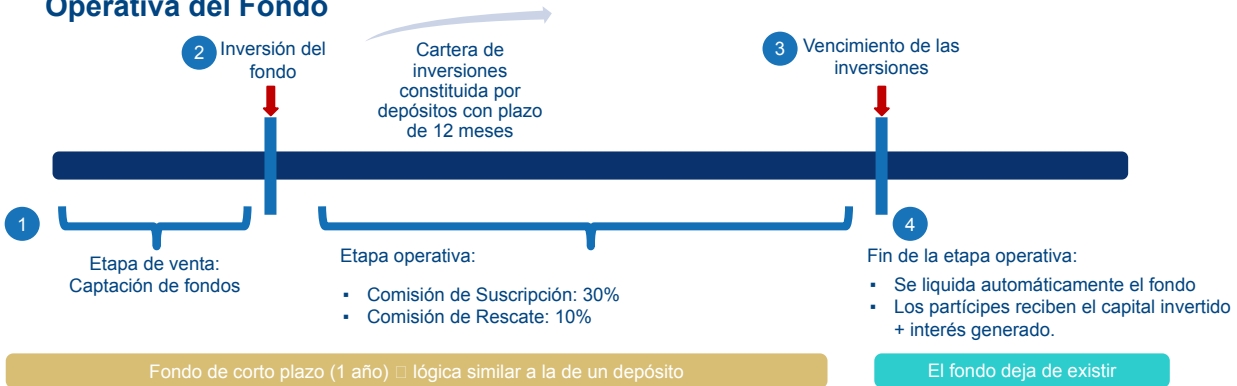 Operativa del Fondo
2
Inversión del
fondo
Cartera de
inversiones
constituida por
depósitos con plazo
de 12 meses
3
Vencimiento de las
inversiones
1
Etapa de venta:
Captación de fondos
Etapa operativa:
▪ Comisión de Suscripción: 30%
▪ Comisión de Rescate: 10%
4
Fin de la etapa operativa:
▪ Se liquida automáticamente el fondo
▪ Los partícipes reciben el capital invertido
+ interés generado.
Fondo de corto plazo (1 año) □ lógica similar a la de un depósito
El fondo deja de existir